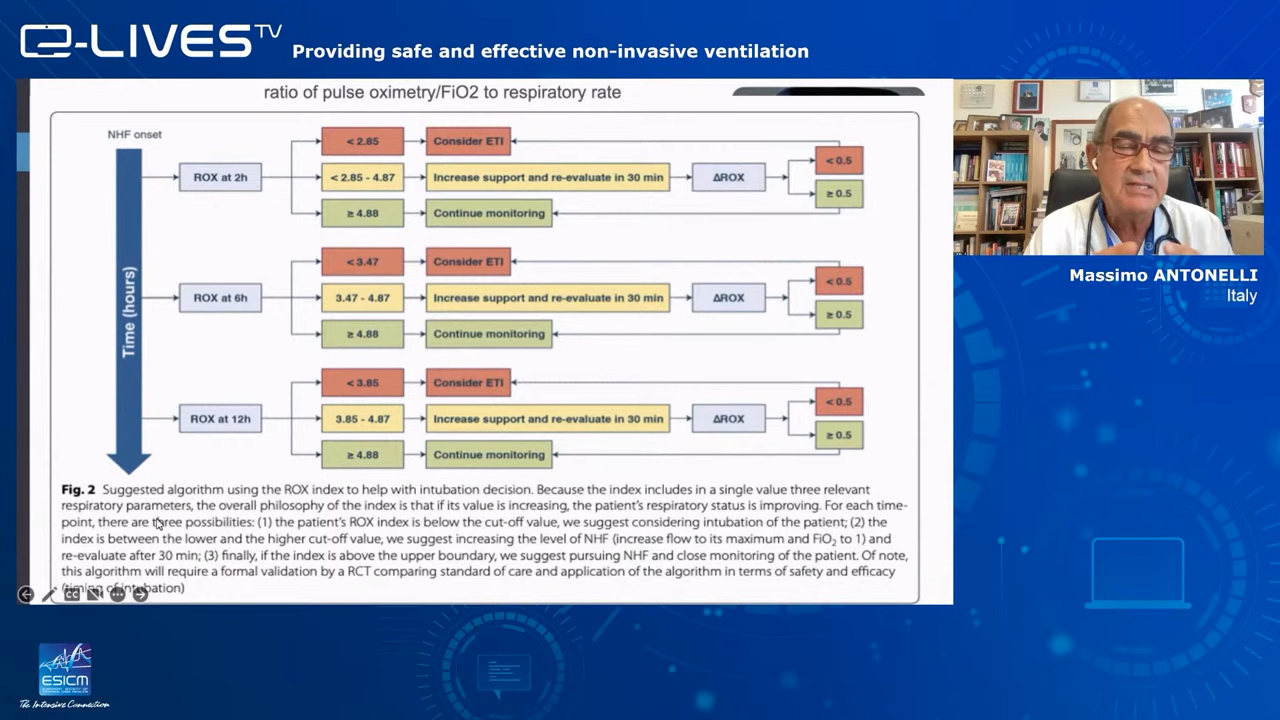 e-LIVES TV
Providing safe and effective non-invasive ventilation
ratio of pulse oximetry/FiO2 to respiratory rate
NHF onset
Time (hours)
ROX at 2h
< 2.85
Consider ETI
< 2.85 - 4.87
Increase support and re-evaluate in 30 min
ΔROX
< 0.5
≥ 0.5
≥ 4.88
Continue monitoring
ROX at 6h
< 3.47
Consider ETI
3.47 - 4.87
Increase support and re-evaluate in 30 min
ΔROX
< 0.5
≥ 0.5
≥ 4.88
Continue monitoring
ROX at 12h
< 3.85
Consider ETI
3.85 - 4.87
Increase support and re-evaluate in 30 min
ΔROX
< 0.5
≥ 0.5
≥ 4.88
Continue monitoring
Fig. 2 Suggested algorithm using the ROX index to help with intubation decision. Because the index includes in a single value three relevant
respiratory parameters, the overall philosophy of the index is that if its value is increasing, the patient's respiratory status is improving. For each time-
point, there are three possibilities: (1) the patient's ROX index is below the cut-off value, we suggest considering intubation of the patient; (2) the
index is between the lower and the higher cut-off value, we suggest increasing the level of NHF (increase flow to its maximum and FiO2 to 1) and
re-evaluate after 30 min; (3) finally, if the index is above the upper boundary, we suggest pursuing NHF and close monitoring of the patient. Of note,
this algorithm will require a formal validation by a RCT comparing standard of care and application of the algorithm in terms of safety and efficacy
(timing of intubation)
Massimo ANTONELLI
Italy
ESICM
The Intensive Connection